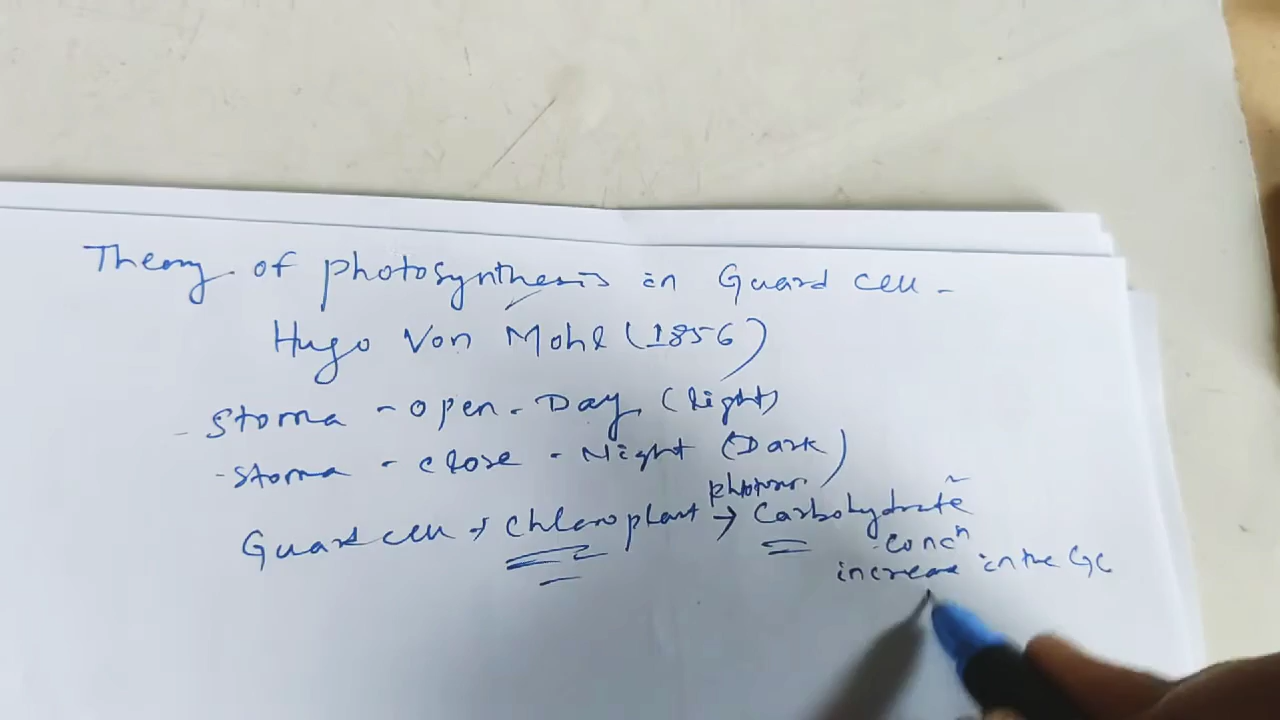 Theory of photosynthesis in Guard cell -
Hugo Von Mohl (1856)
- Stoma - open - Day (light)
- Stoma - close - Night (Dark)
photosyn.
Guard cell → Chloroplant → Carbohydrate
- concⁿ
increase in the GC